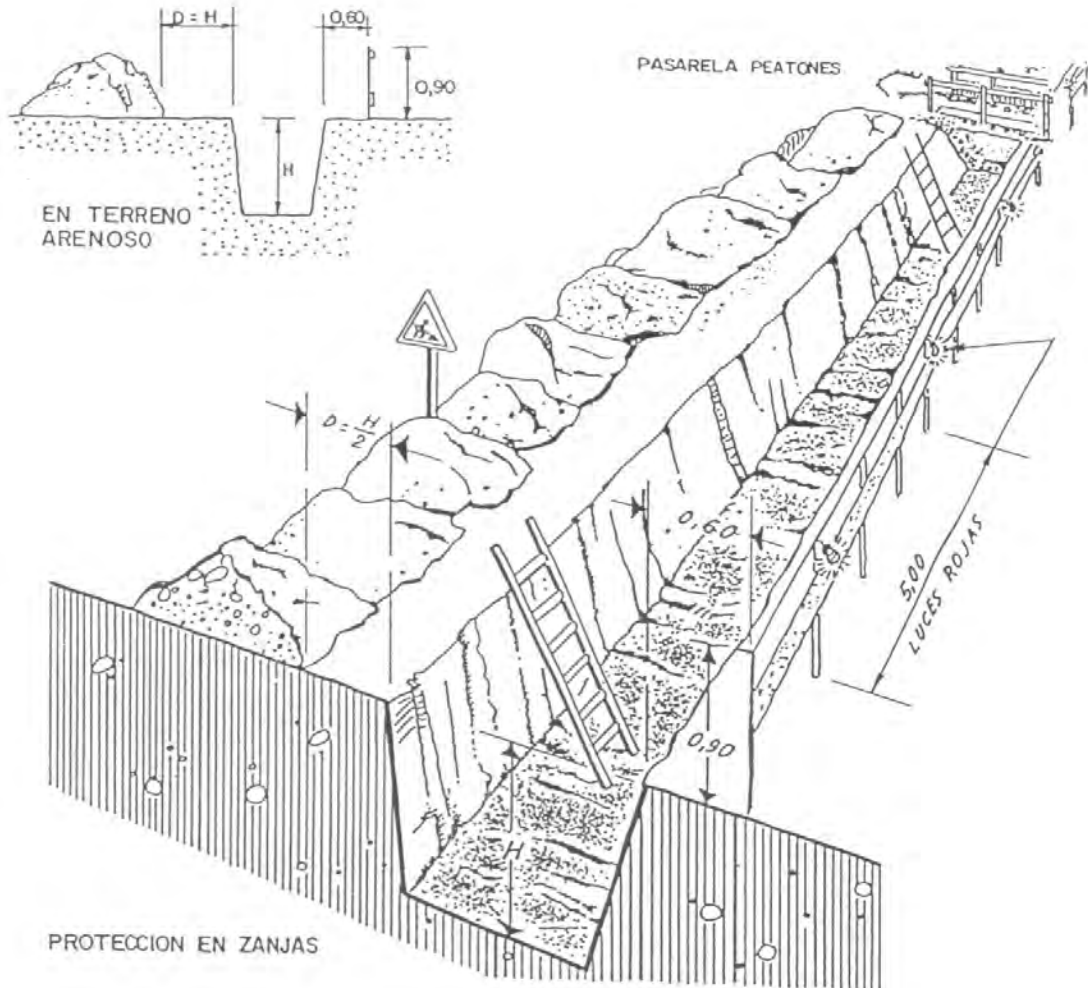 D = H
0,60
0,90
H
EN TERRENO
ARENOSO
PASARELA PEATONES
D = H/2
0,60
5,00
LUCES ROJAS
0,90
H
PROTECCION EN ZANJAS